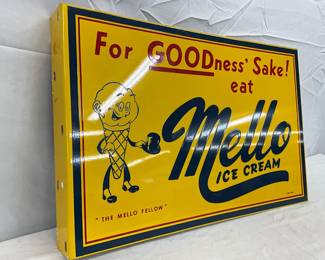 For GOODness' Sake!
eat
Mello
ICE CREAM
"THE MELLO FELLOW"